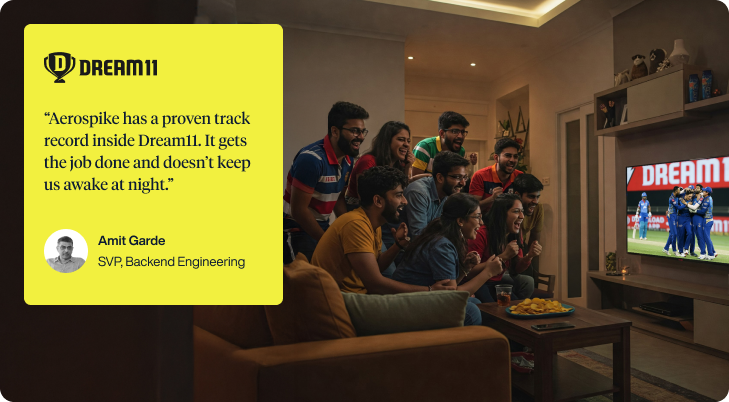 DREAM11
“Aerospike has a proven track
record inside Dream11. It gets
the job done and doesn’t keep
us awake at night.”
Amit Garde
SVP, Backend Engineering
DREAM1